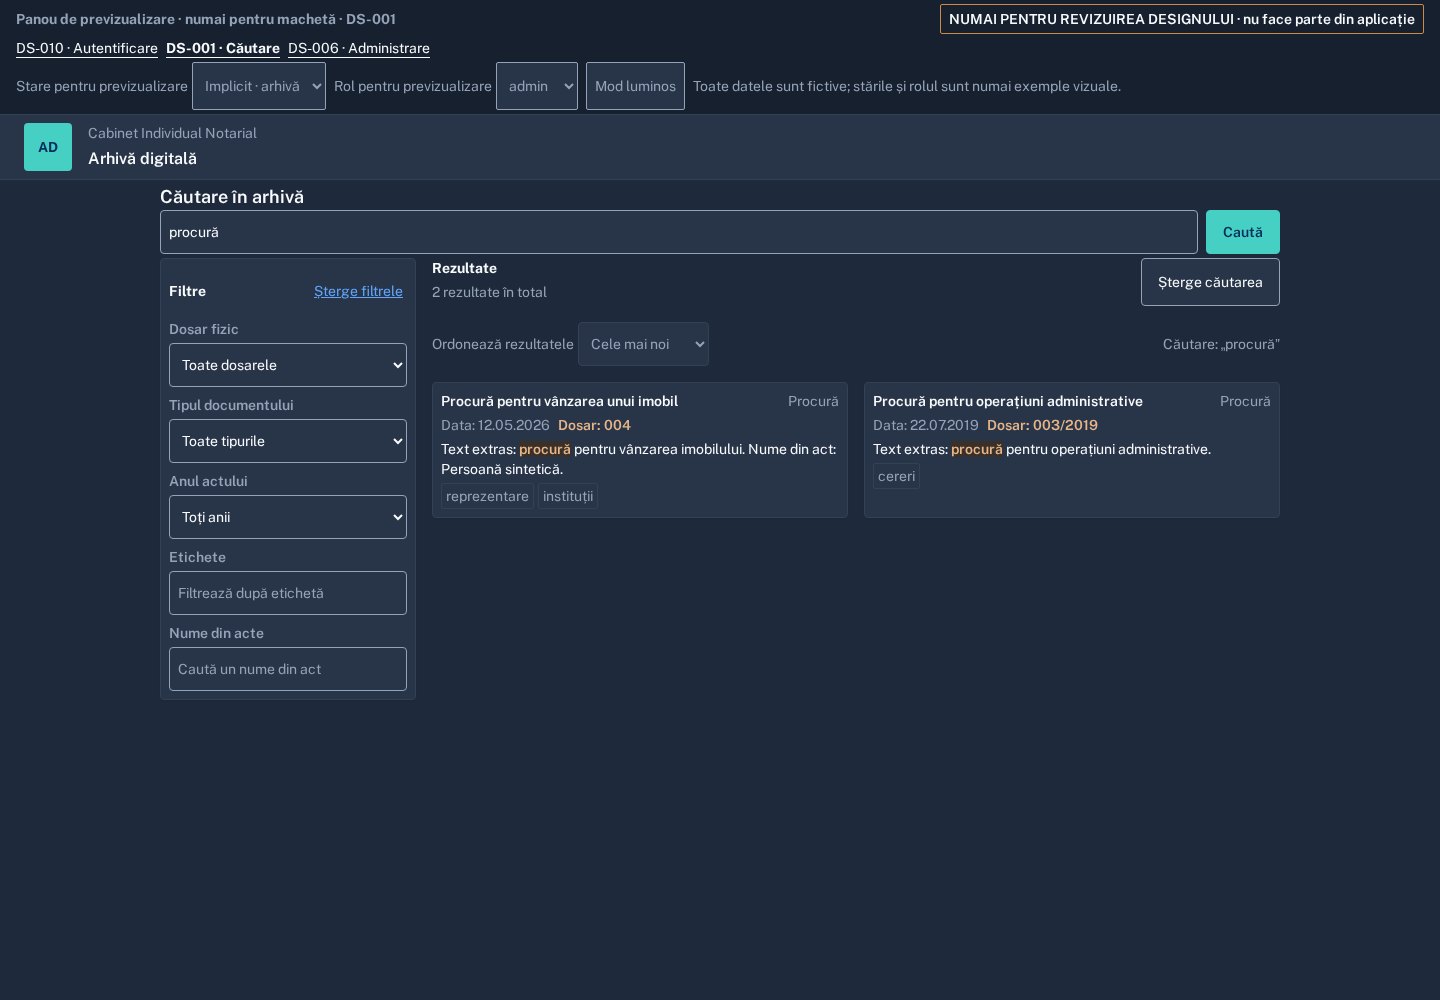 Panou de previzualizare · numai pentru machetă · DS-001
NUMAI PENTRU REVIZUIREA DESIGNULUI · nu face parte din aplicație
DS-010 · Autentificare DS-001 · Căutare DS-006 · Administrare
Stare pentru previzualizare Implicit · arhivă Rol pentru previzualizare admin Mod luminos Toate datele sunt fictive; stările și rolul sunt numai exemple vizuale.
AD
Cabinet Individual Notarial
Arhivă digitală
Căutare în arhivă
procură
Caută
Filtre
Șterge filtrele
Dosar fizic
Toate dosarele
Tipul documentului
Toate tipurile
Anul actului
Toți anii
Etichete
Filtrează după etichetă
Nume din acte
Caută un nume din act
Rezultate
2 rezultate în total
Șterge căutarea
Ordonează rezultatele Cele mai noi
Căutare: „procură”
Procură pentru vânzarea unui imobil
Procură
Data: 12.05.2026 Dosar: 004
Text extras: procură pentru vânzarea imobilului. Nume din act:
Persoană sintetică.
reprezentare instituții
Procură pentru operațiuni administrative
Procură
Data: 22.07.2019 Dosar: 003/2019
Text extras: procură pentru operațiuni administrative.
cereri